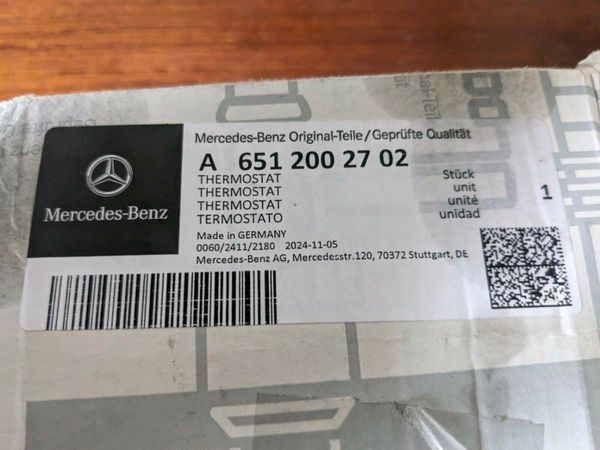 Mercedes-Benz Original-Teile/Geprüfte Qualität
A 651 200 27 02
THERMOSTAT Stück
THERMOSTAT unit
THERMOSTAT unité
TERMOSTATO unidad
1
Made in GERMANY
0060/2411/2180 2024-11-05
Mercedes-Benz AG, Mercedesstr.120, 70372 Stuttgart, DE
Mercedes-Benz